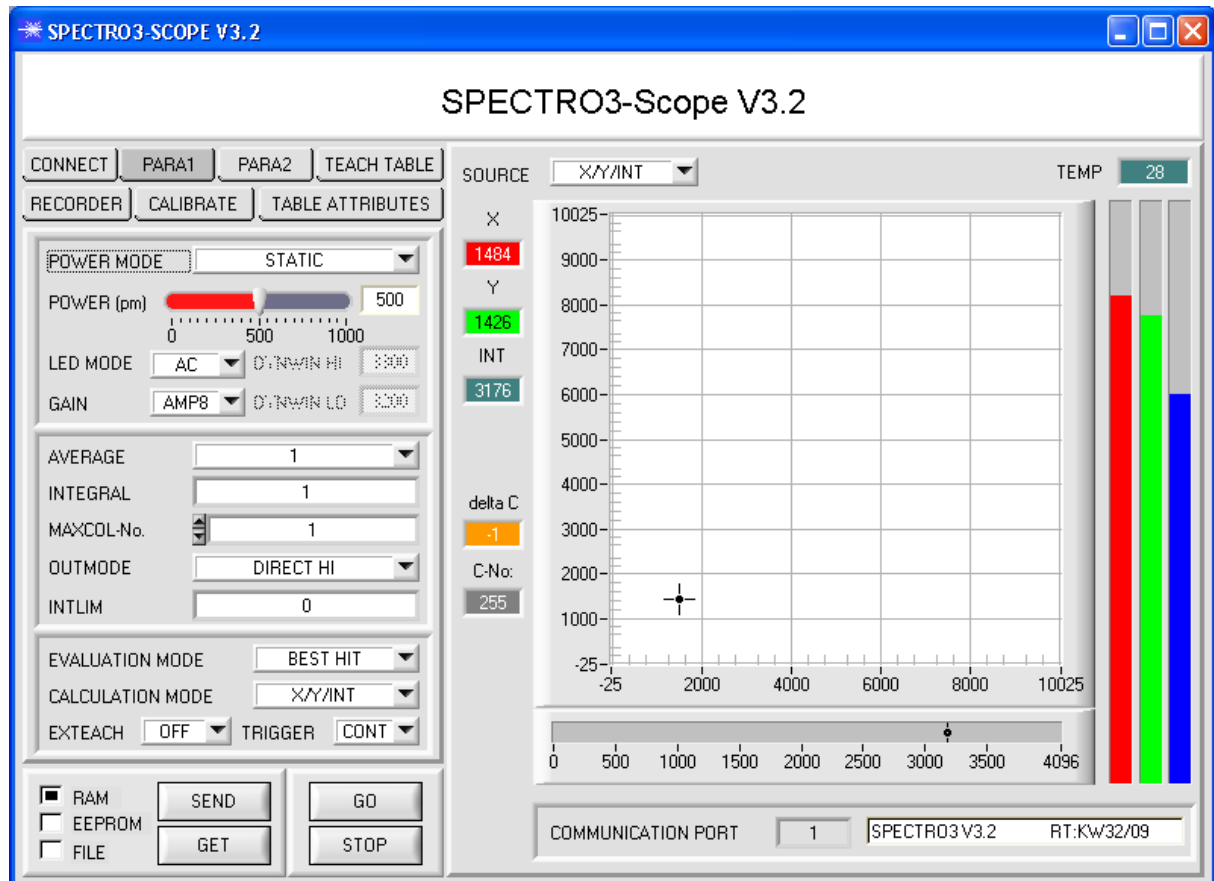 SPECTRO3-SCOPE V3.2
SPECTRO3-Scope V3.2
CONNECT PARA1 PARA2 TEACH TABLE
RECORDER CALIBRATE TABLE ATTRIBUTES
POWER MODE STATIC
POWER (pm) 500
0 500 1000
LED MODE AC DYNWIN HI 3300
GAIN AMP8 DYNWIN LO 3200
AVERAGE 1
INTEGRAL 1
MAXCOL-No. 1
OUTMODE DIRECT HI
INTLIM 0
EVALUATION MODE BEST HIT
CALCULATION MODE X/Y/INT
EXTEACH OFF TRIGGER CONT
RAM
EEPROM
FILE
SEND GO
GET STOP
SOURCE X/Y/INT TEMP 28
X
1484
Y
1426
INT
3176
delta C
-1
C-No:
255
10025
9000
8000
7000
6000
5000
4000
3000
2000
1000
-25
-25 2000 4000 6000 8000 10025
0 500 1000 1500 2000 2500 3000 3500 4096
COMMUNICATION PORT 1 SPECTRO3 V3.2 RT:KW32/09